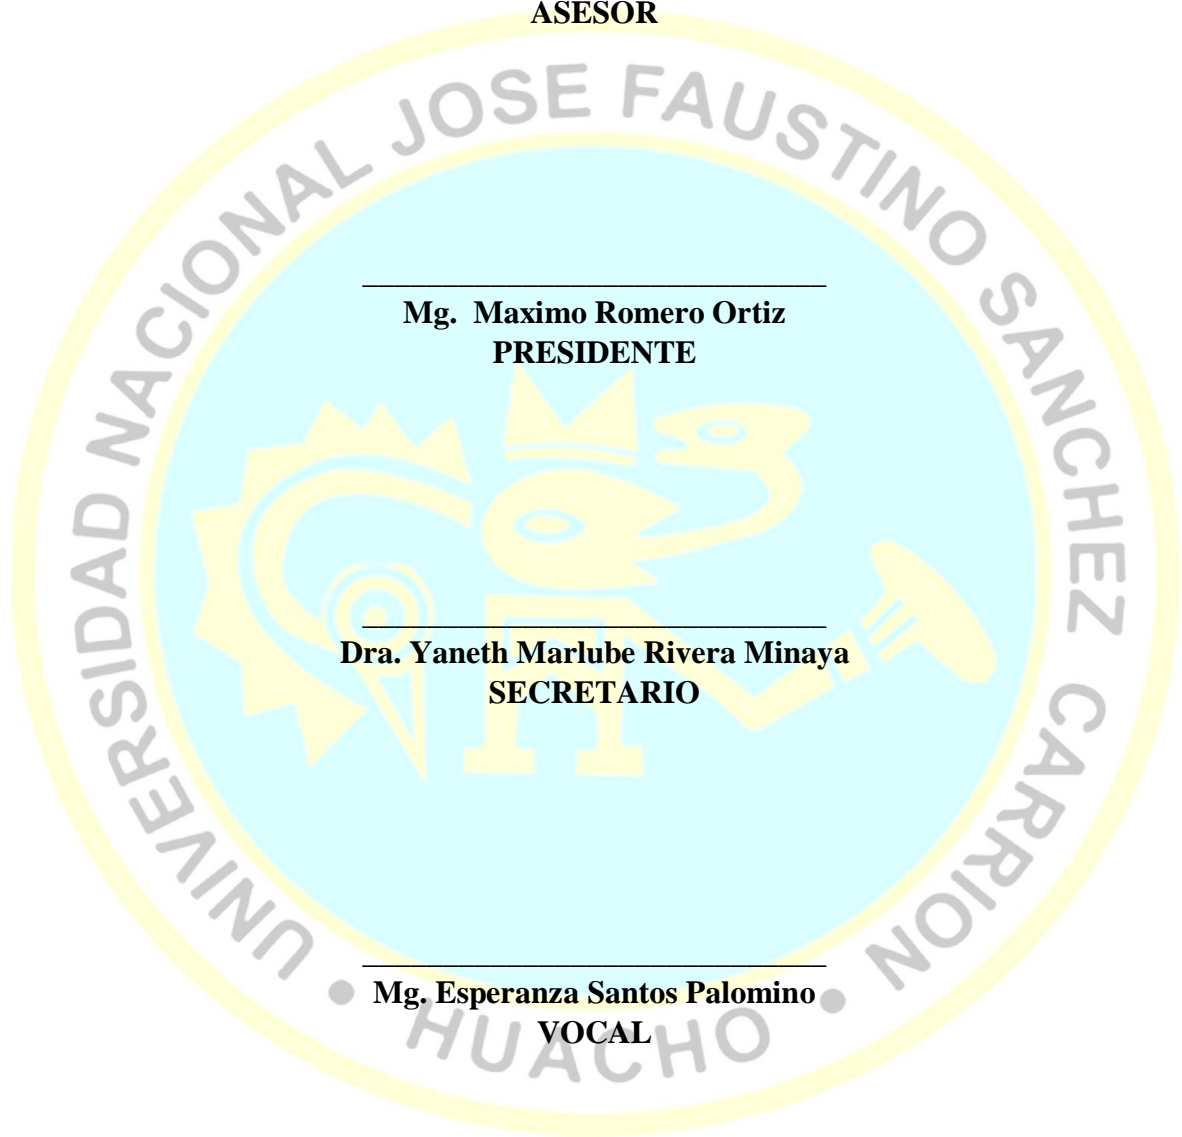 ASESOR
UNIVERSIDAD NACIONAL JOSE FAUSTINO SANCHEZ CARRION
Mg. Maximo Romero Ortiz
PRESIDENTE
Dra. Yaneth Marlube Rivera Minaya
SECRETARIO
Mg. Esperanza Santos Palomino
VOCAL
• HUACHO •